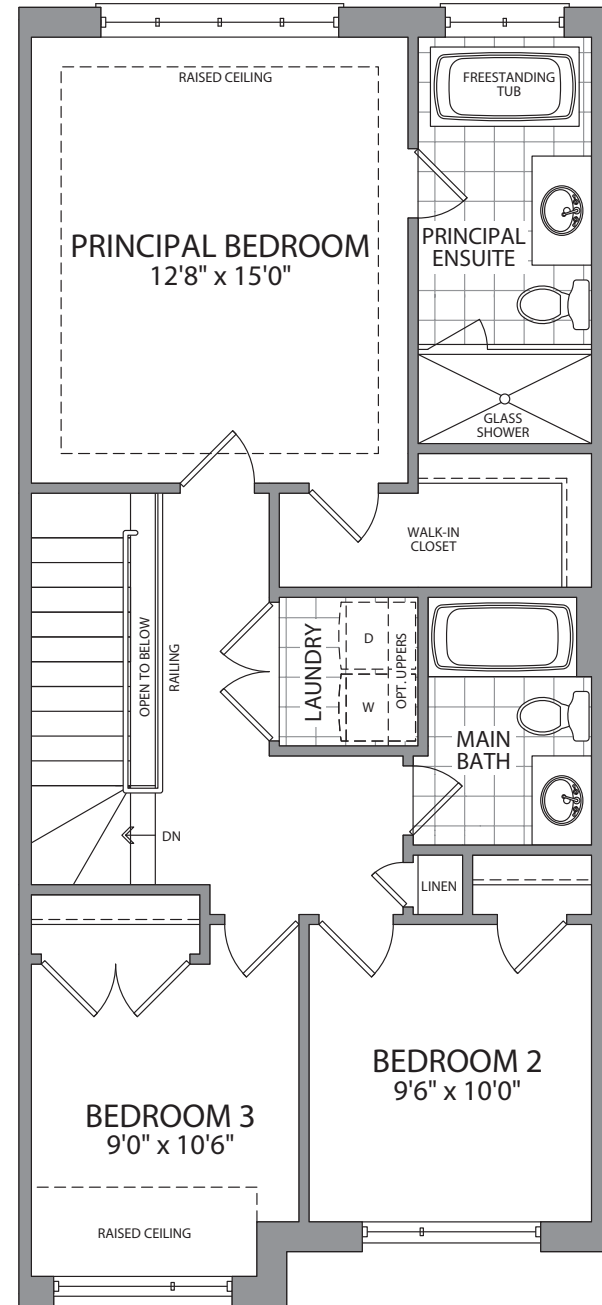 RAISED CEILING
FREESTANDING
TUB
PRINCIPAL BEDROOM
12'8" x 15'0"
PRINCIPAL
ENSUITE
GLASS
SHOWER
WALK-IN
CLOSET
OPEN TO BELOW
RAILING
LAUNDRY
D
W
OPT. UPPERS
MAIN
BATH
DN
LINEN
BEDROOM 2
9'6" x 10'0"
BEDROOM 3
9'0" x 10'6"
RAISED CEILING